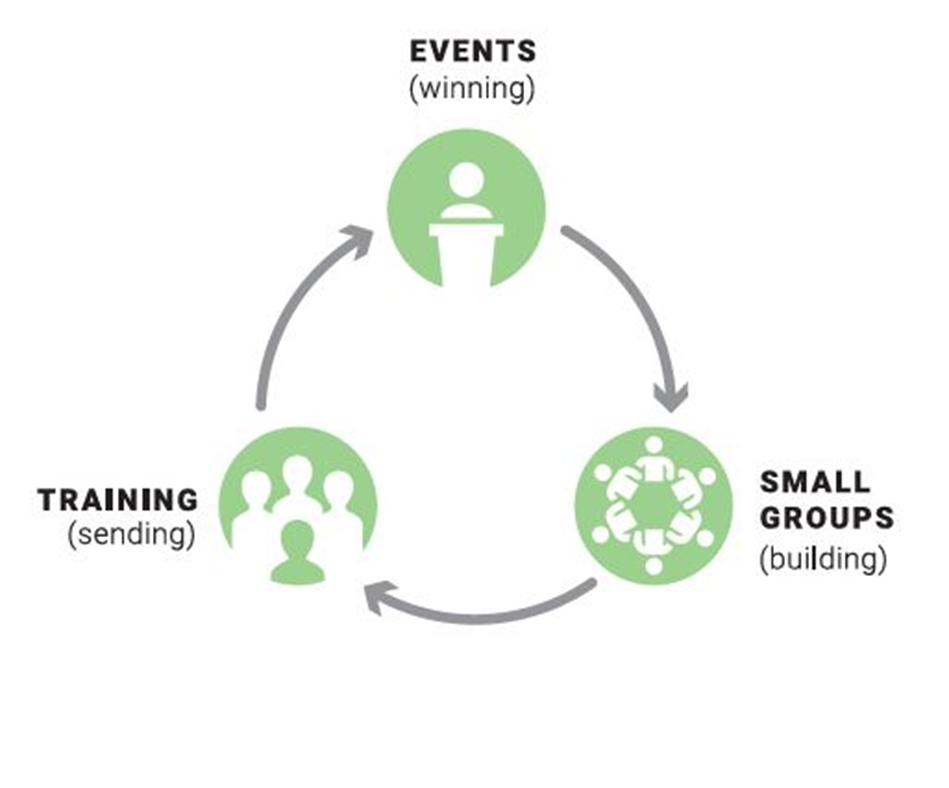 EVENTS
(winning)
SMALL
GROUPS
(building)
TRAINING
(sending)